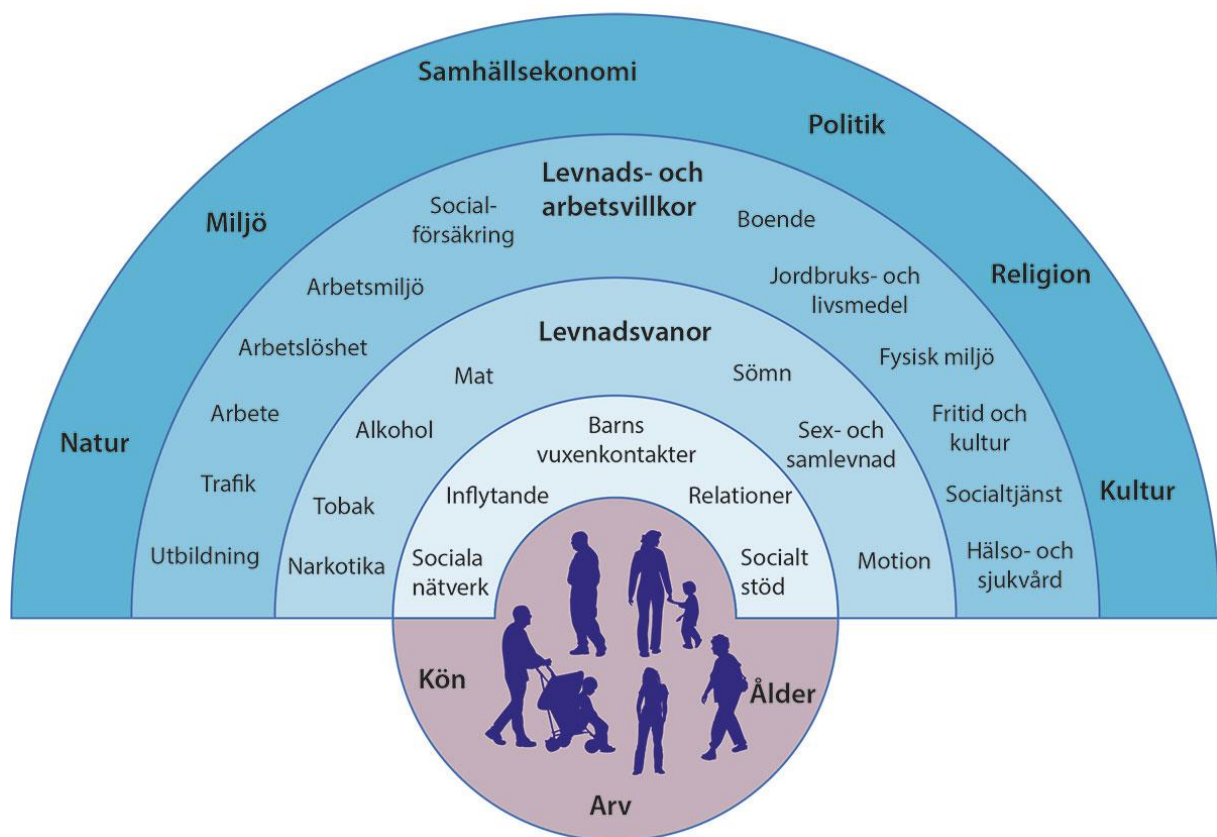 Samhällsekonomi
Politik
Miljö
Religion
Natur
Kultur
Levnads- och
arbetsvillkor
Social-
försäkring
Boende
Arbetsmiljö
Jordbruks- och
livsmedel
Arbetslöshet
Fysisk miljö
Arbete
Fritid och
kultur
Trafik
Socialtjänst
Utbildning
Hälso- och
sjukvård
Levnadsvanor
Mat
Sömn
Alkohol
Sex- och
samlevnad
Tobak
Narkotika
Motion
Barns
vuxenkontakter
Inflytande
Relationer
Sociala
nätverk
Socialt
stöd
Kön
Ålder
Arv